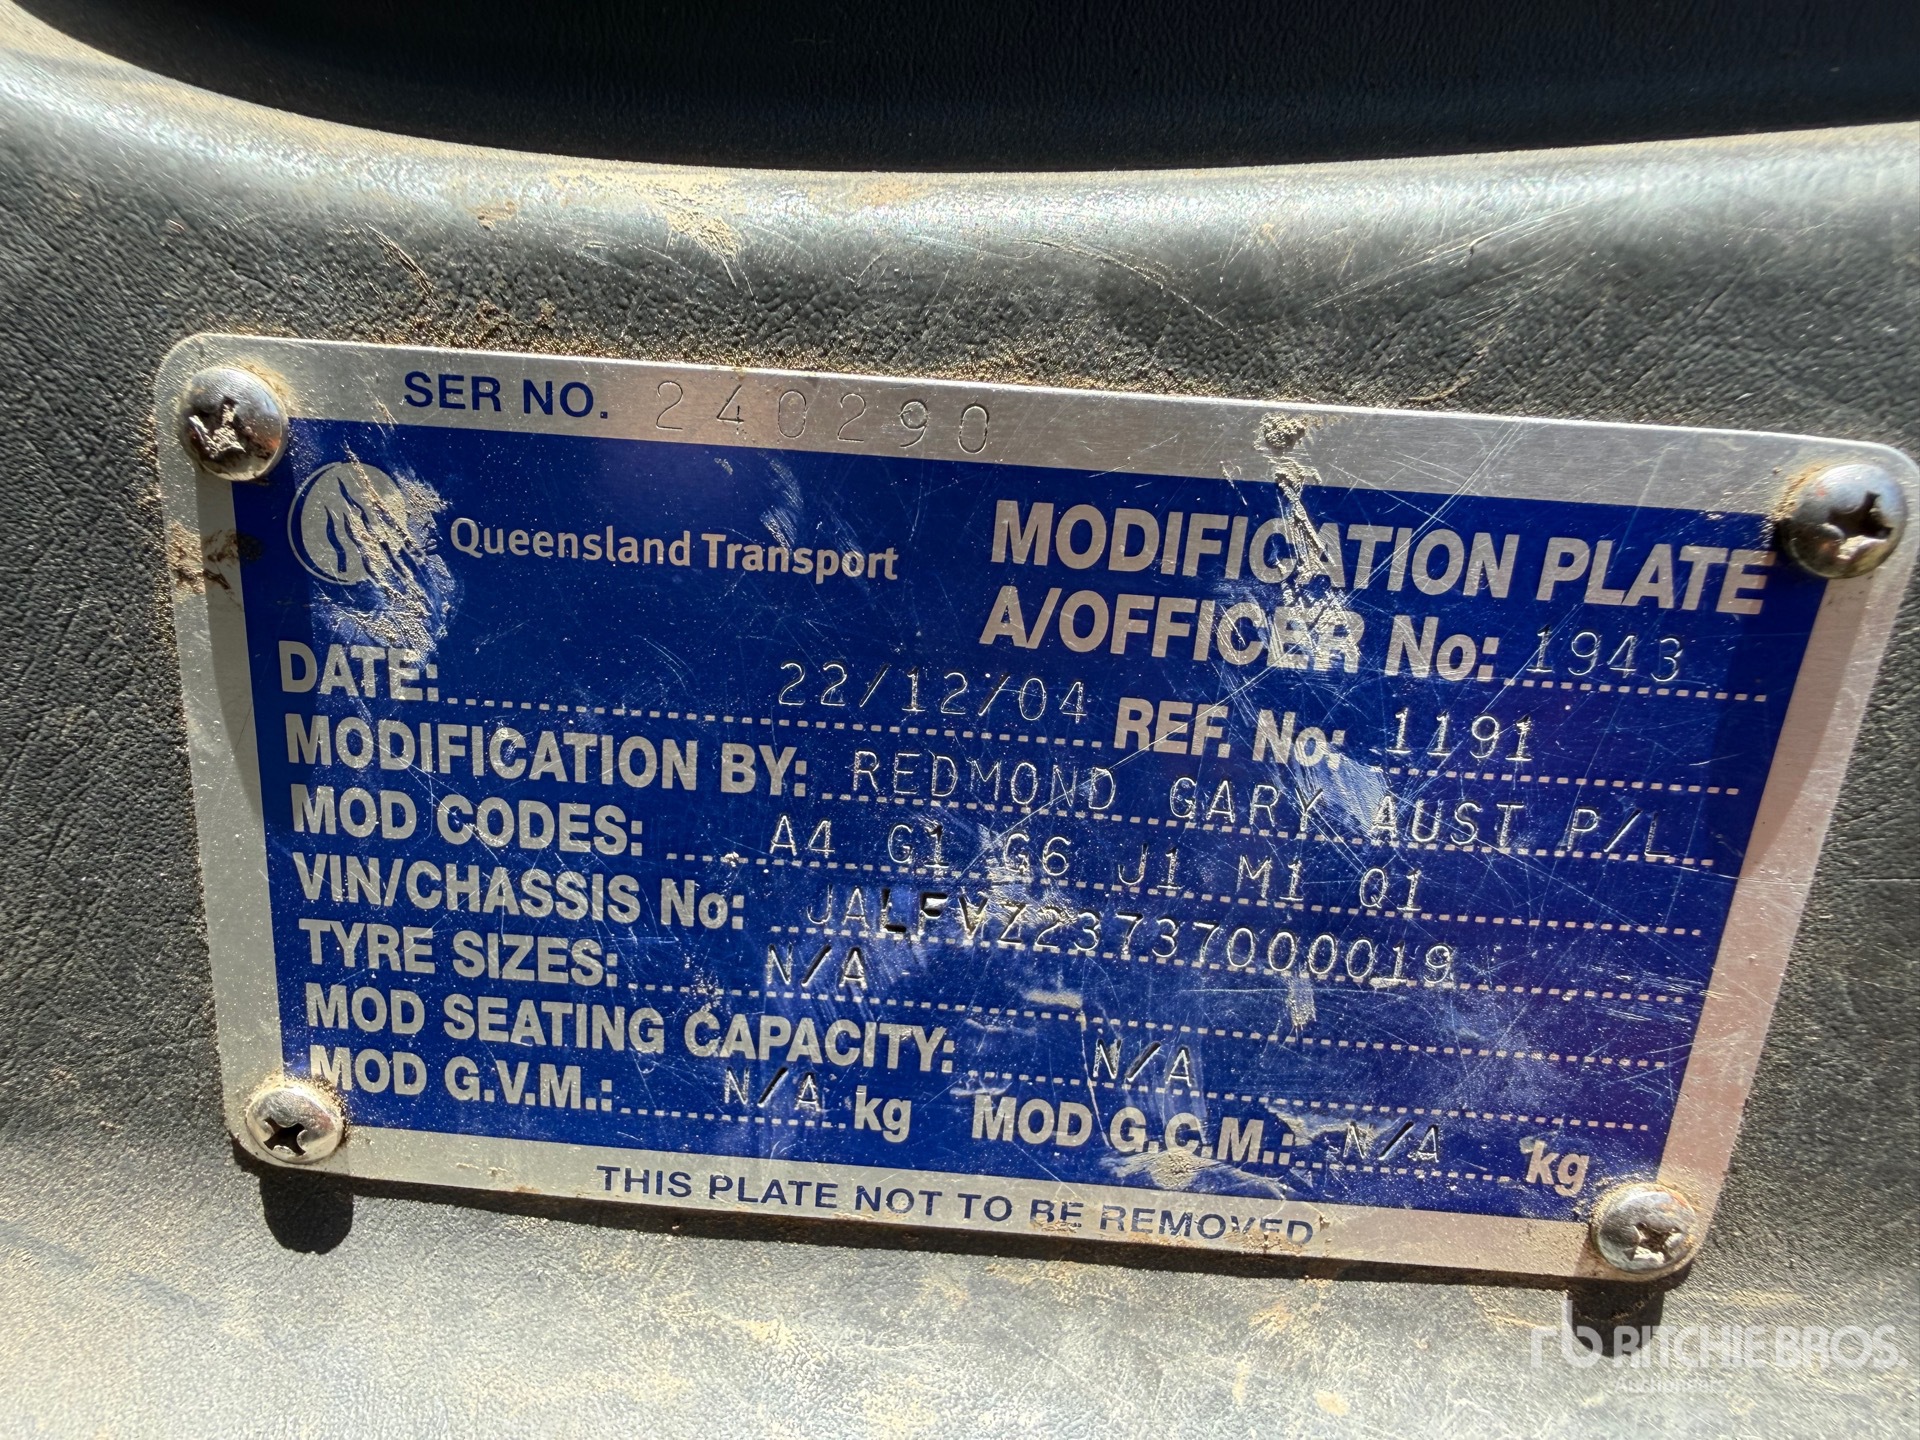 SER NO. 240290
Queensland Transport
MODIFICATION PLATE
A/OFFICER No: 1943
DATE: 22/12/04 REF. No: 1191
MODIFICATION BY: REDMOND GARY AUST P/L
MOD CODES: A4 G1 G6 J1 M1 Q1
VIN/CHASSIS No: JALFVZ23737000019
TYRE SIZES: N/A
MOD SEATING CAPACITY: N/A
MOD G.V.M.: N/A kg MOD G.C.M.: N/A kg
THIS PLATE NOT TO BE REMOVED
rb RITCHIE BROS.
Auctioneers